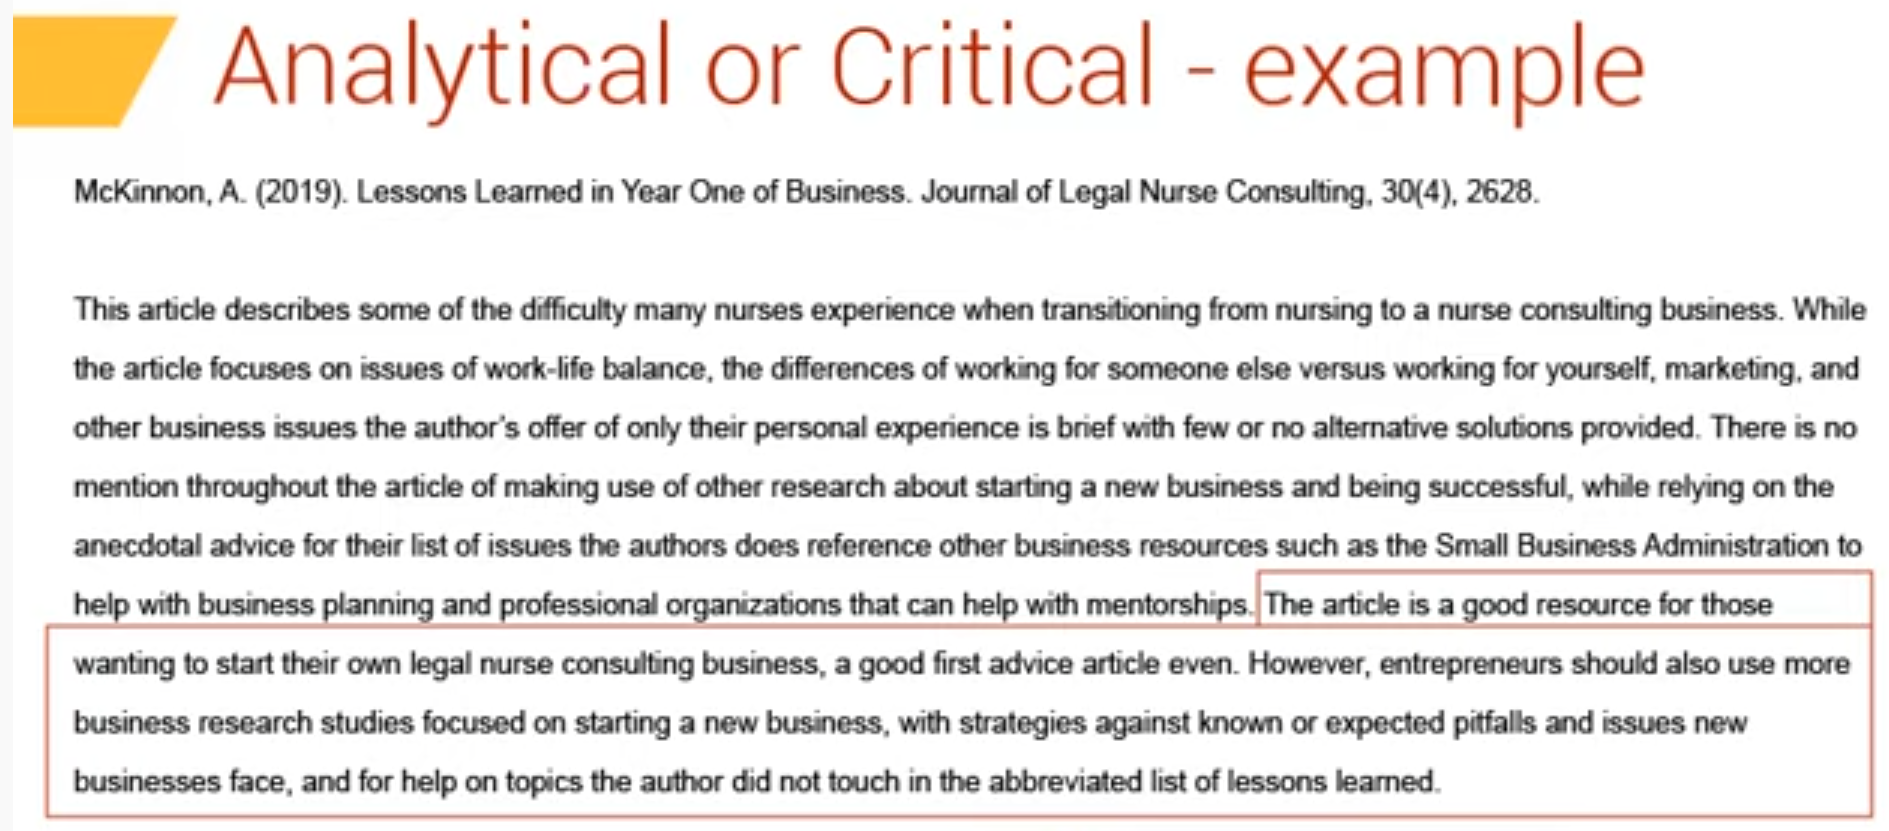 Analytical or Critical - example
McKinnon, A. (2019). Lessons Learned in Year One of Business. Journal of Legal Nurse Consulting, 30(4), 2628.
This article describes some of the difficulty many nurses experience when transitioning from nursing to a nurse consulting business. While
the article focuses on issues of work-life balance, the differences of working for someone else versus working for yourself, marketing, and
other business issues the author's offer of only their personal experience is brief with few or no alternative solutions provided. There is no
mention throughout the article of making use of other research about starting a new business and being successful, while relying on the
anecdotal advice for their list of issues the authors does reference other business resources such as the Small Business Administration to
help with business planning and professional organizations that can help with mentorships. The article is a good resource for those
wanting to start their own legal nurse consulting business, a good first advice article even. However, entrepreneurs should also use more
business research studies focused on starting a new business, with strategies against known or expected pitfalls and issues new
businesses face, and for help on topics the author did not touch in the abbreviated list of lessons learned.